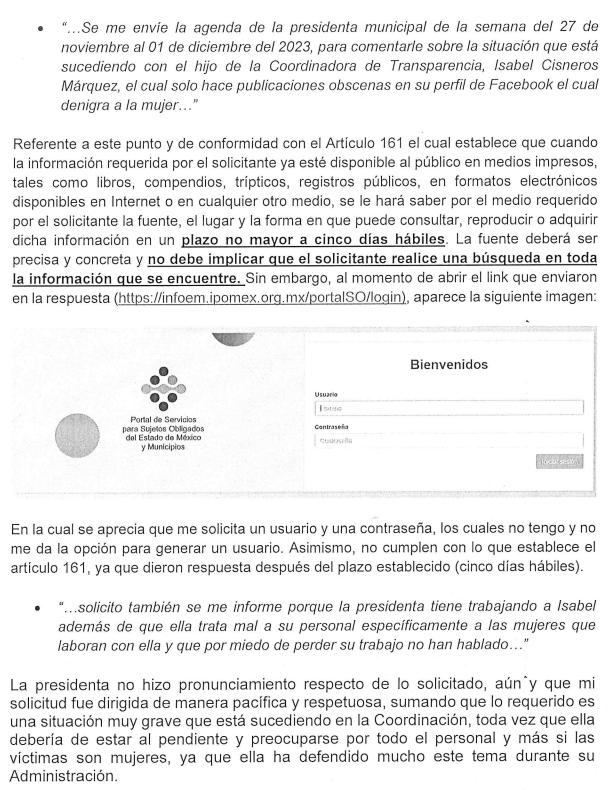 • “…Se me envíe la agenda de la presidenta municipal de la semana del 27 de
noviembre al 01 de diciembre del 2023, para comentarle sobre la situación que está
sucediendo con el hijo de la Coordinadora de Transparencia, Isabel Cisneros
Márquez, el cual solo hace publicaciones obscenas en su perfil de Facebook el cual
denigra a la mujer…”
Referente a este punto y de conformidad con el Artículo 161 el cual establece que cuando
la información requerida por el solicitante ya esté disponible al público en medios impresos,
tales como libros, compendios, trípticos, registros públicos, en formatos electrónicos
disponibles en Internet o en cualquier otro medio, se le hará saber por el medio requerido
por el solicitante la fuente, el lugar y la forma en que puede consultar, reproducir o adquirir
dicha información en un plazo no mayor a cinco días hábiles. La fuente deberá ser
precisa y concreta y no debe implicar que el solicitante realice una búsqueda en toda
la información que se encuentre. Sin embargo, al momento de abrir el link que enviaron
en la respuesta (https://infoem.ipomex.org.mx/portalSO/login), aparece la siguiente imagen:
Portal de Servicios
para Sujetos Obligados
del Estado de México
y Municipios
Bienvenidos
Usuario
Contraseña
Iniciar sesión
En la cual se aprecia que me solicita un usuario y una contraseña, los cuales no tengo y no
me da la opción para generar un usuario. Asimismo, no cumplen con lo que establece el
artículo 161, ya que dieron respuesta después del plazo establecido (cinco días hábiles).
• “…solicito también se me informe porque la presidenta tiene trabajando a Isabel
además de que ella trata mal a su personal específicamente a las mujeres que
laboran con ella y que por miedo de perder su trabajo no han hablado…”
La presidenta no hizo pronunciamiento respecto de lo solicitado, aún y que mi
solicitud fue dirigida de manera pacífica y respetuosa, sumando que lo requerido es
una situación muy grave que está sucediendo en la Coordinación, toda vez que ella
debería de estar al pendiente y preocuparse por todo el personal y más si las
víctimas son mujeres, ya que ella ha defendido mucho este tema durante su
Administración.